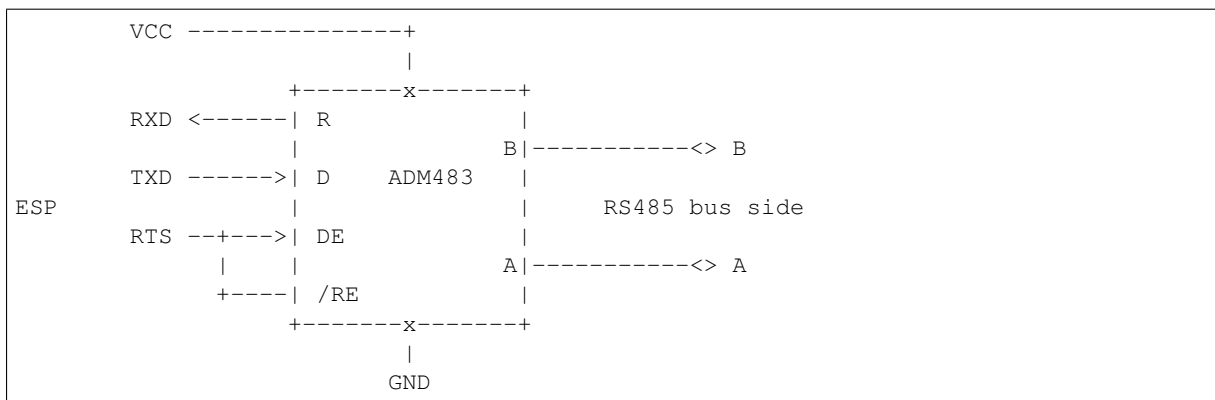 VCC ---------------+
|
+-------x-------+
RXD <------| R |
| B|-----------<> B
TXD ------>| D ADM483 |
ESP | | RS485 bus side
RTS --+--->| DE |
| | A|-----------<> A
+----| /RE |
+-------x-------+
|
GND